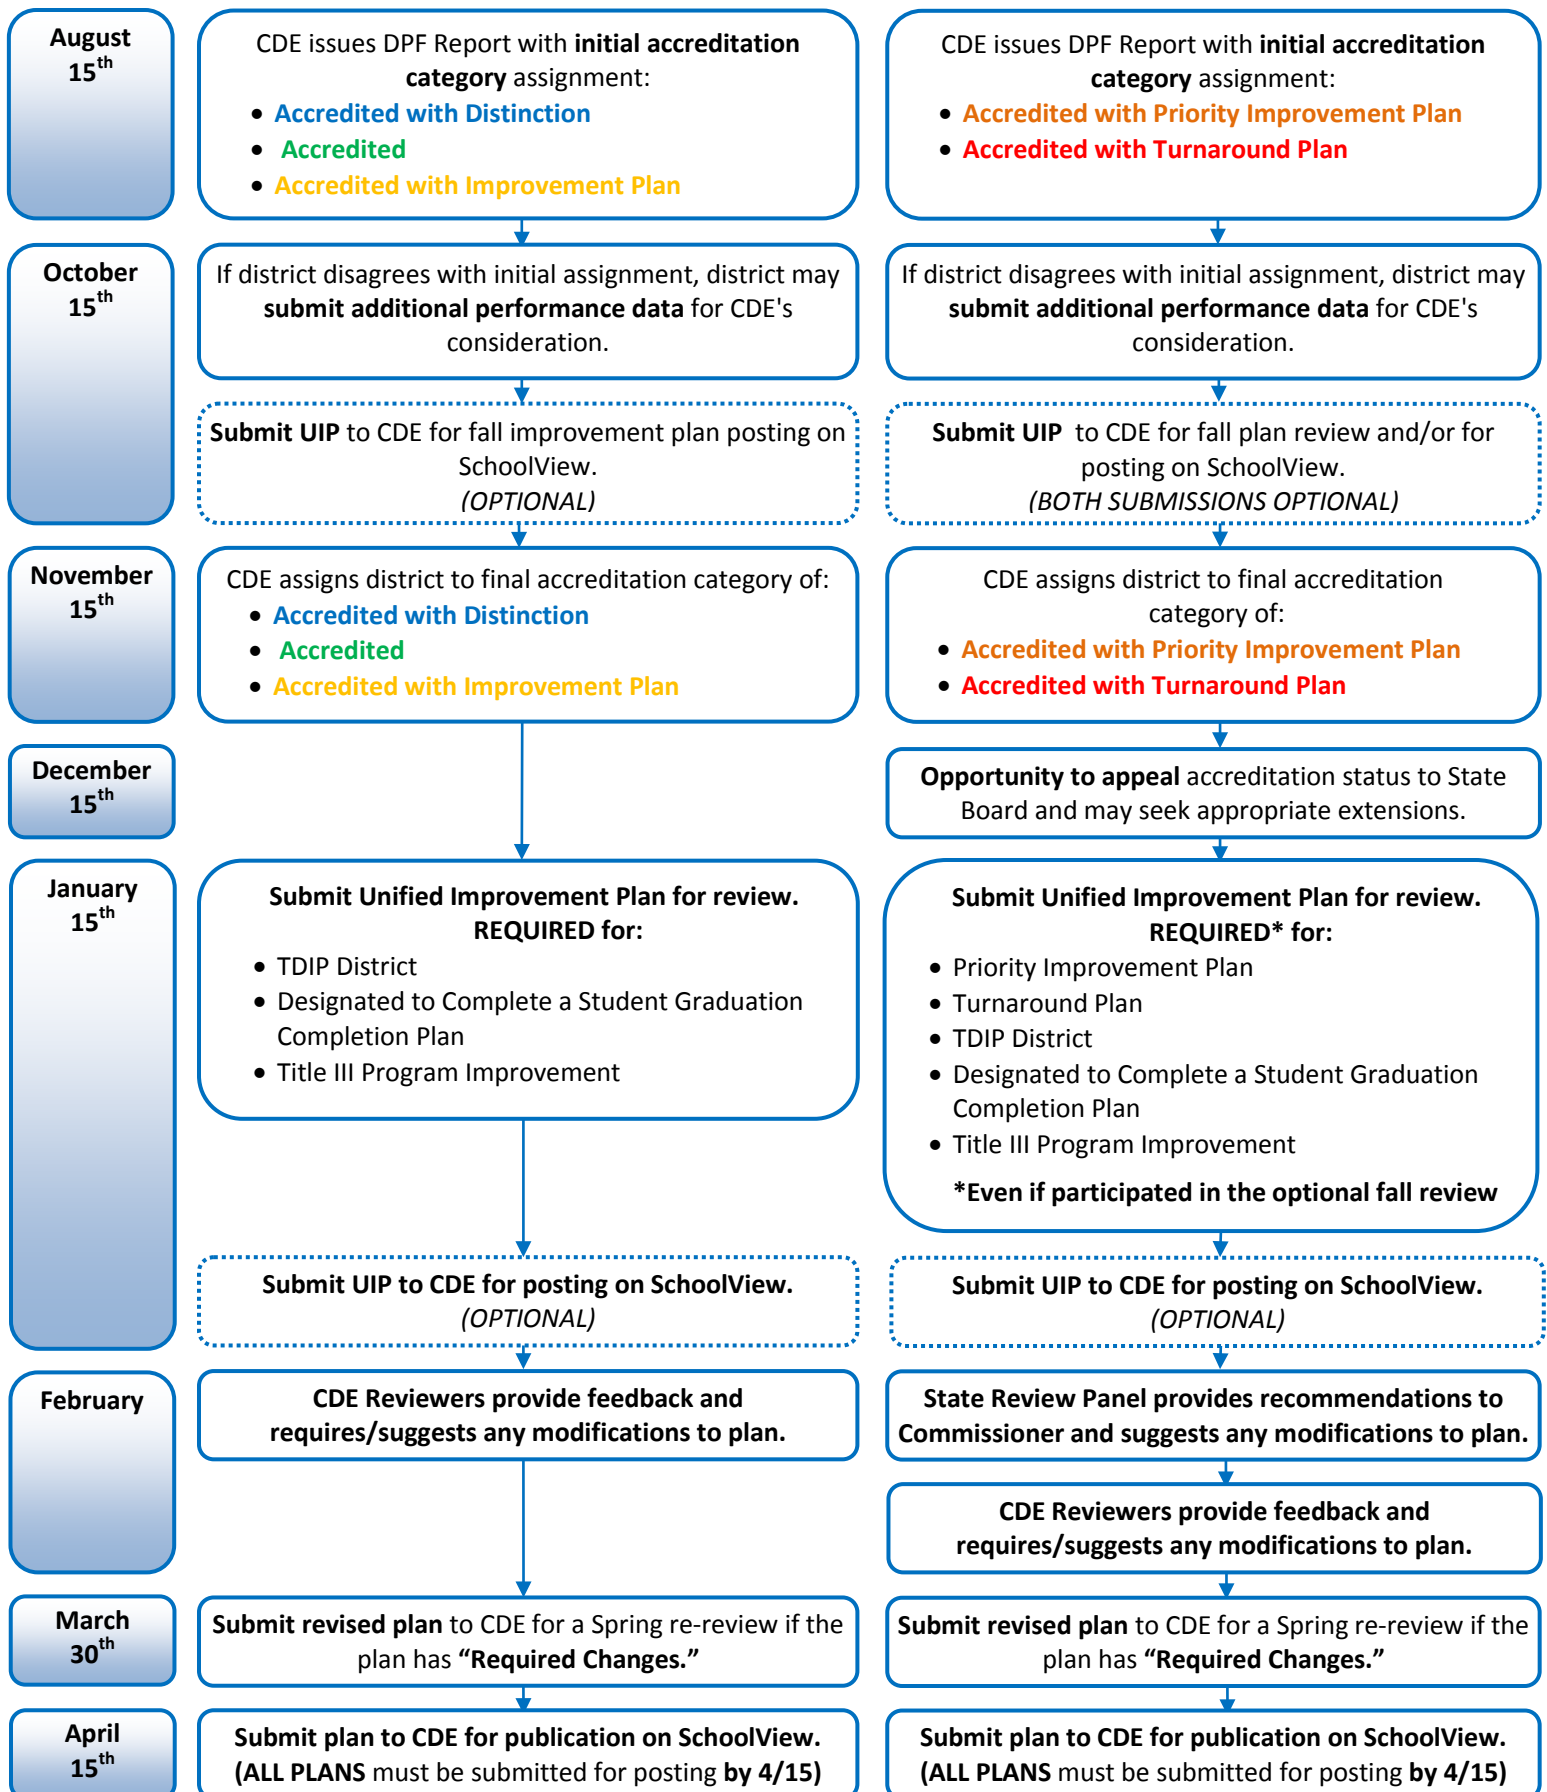 August
15th
CDE issues DPF Report with initial accreditation
category assignment:
• Accredited with Distinction
• Accredited
• Accredited with Improvement Plan
CDE issues DPF Report with initial accreditation
category assignment:
• Accredited with Priority Improvement Plan
• Accredited with Turnaround Plan
October
15th
If district disagrees with initial assignment, district may
submit additional performance data for CDE's
consideration.
If district disagrees with initial assignment, district may
submit additional performance data for CDE's
consideration.
Submit UIP to CDE for fall improvement plan posting on
SchoolView.
(OPTIONAL)
Submit UIP to CDE for fall plan review and/or for
posting on SchoolView.
(BOTH SUBMISSIONS OPTIONAL)
November
15th
CDE assigns district to final accreditation category of:
• Accredited with Distinction
• Accredited
• Accredited with Improvement Plan
CDE assigns district to final accreditation
category of:
• Accredited with Priority Improvement Plan
• Accredited with Turnaround Plan
December
15th
Opportunity to appeal accreditation status to State
Board and may seek appropriate extensions.
January
15th
Submit Unified Improvement Plan for review.
REQUIRED for:
• TDIP District
• Designated to Complete a Student Graduation
Completion Plan
• Title III Program Improvement
Submit Unified Improvement Plan for review.
REQUIRED* for:
• Priority Improvement Plan
• Turnaround Plan
• TDIP District
• Designated to Complete a Student Graduation
Completion Plan
• Title III Program Improvement
*Even if participated in the optional fall review
Submit UIP to CDE for posting on SchoolView.
(OPTIONAL)
Submit UIP to CDE for posting on SchoolView.
(OPTIONAL)
February
CDE Reviewers provide feedback and
requires/suggests any modifications to plan.
State Review Panel provides recommendations to
Commissioner and suggests any modifications to plan.
CDE Reviewers provide feedback and
requires/suggests any modifications to plan.
March
30th
Submit revised plan to CDE for a Spring re-review if the
plan has “Required Changes.”
Submit revised plan to CDE for a Spring re-review if the
plan has “Required Changes.”
April
15th
Submit plan to CDE for publication on SchoolView.
(ALL PLANS must be submitted for posting by 4/15)
Submit plan to CDE for publication on SchoolView.
(ALL PLANS must be submitted for posting by 4/15)